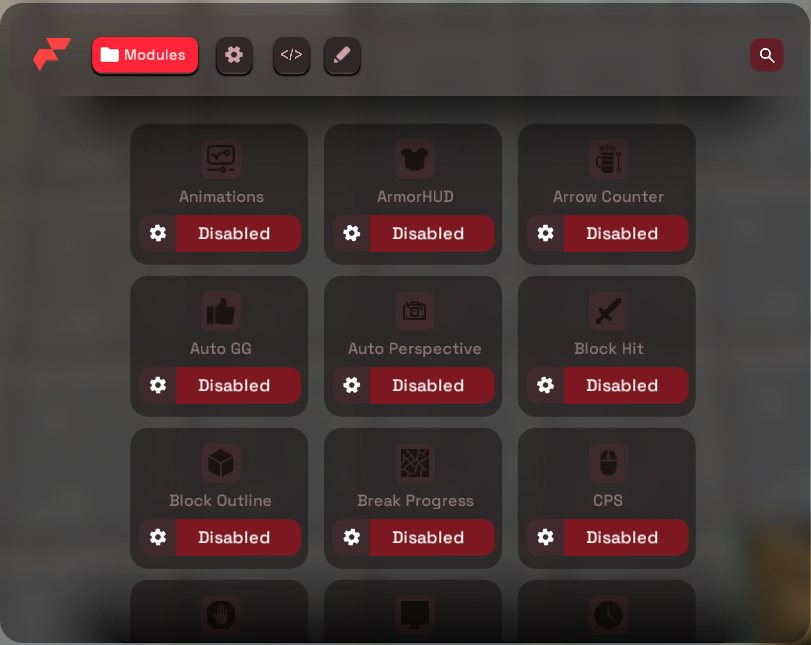 Modules
</>
Animations
ArmorHUD
Arrow Counter
Disabled
Disabled
Disabled
Auto GG
Auto Perspective
Block Hit
Disabled
Disabled
Disabled
Block Outline
Break Progress
CPS
Disabled
Disabled
Disabled